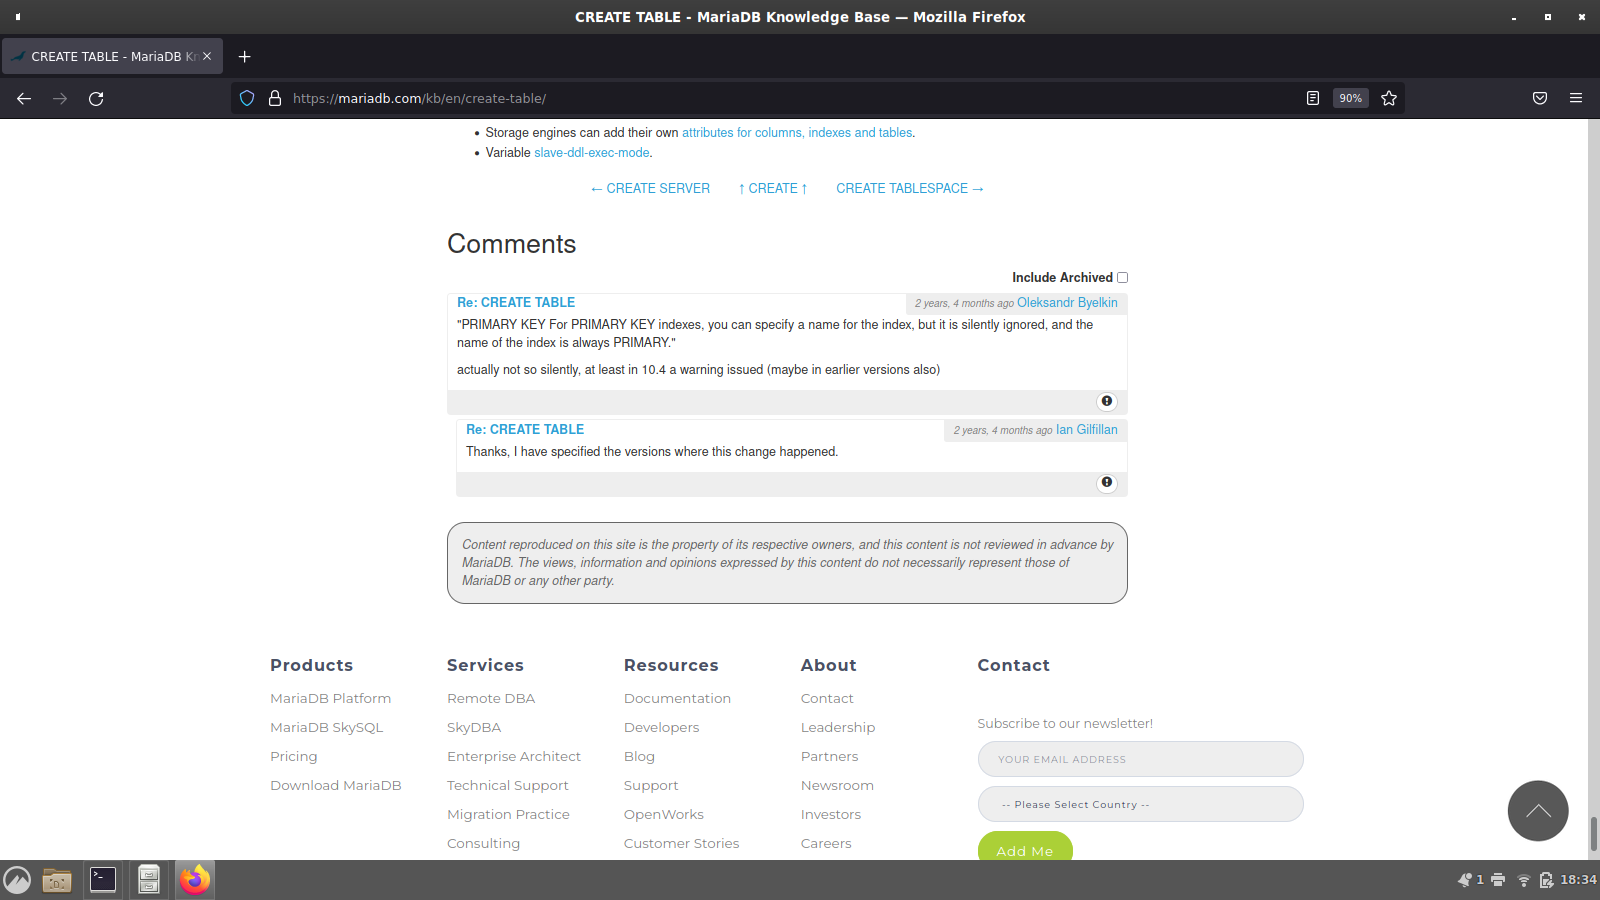 CREATE TABLE - MariaDB Knowledge Base — Mozilla Firefox
CREATE TABLE - MariaDB Kn
https://mariadb.com/kb/en/create-table/
90%
• Storage engines can add their own attributes for columns, indexes and tables.
• Variable slave-ddl-exec-mode.
← CREATE SERVER ↑ CREATE ↑ CREATE TABLESPACE →
Comments
Include Archived
Re: CREATE TABLE
2 years, 4 months ago Oleksandr Byelkin
"PRIMARY KEY For PRIMARY KEY indexes, you can specify a name for the index, but it is silently ignored, and the
name of the index is always PRIMARY."
actually not so silently, at least in 10.4 a warning issued (maybe in earlier versions also)
Re: CREATE TABLE
2 years, 4 months ago Ian Gilfillan
Thanks, I have specified the versions where this change happened.
Content reproduced on this site is the property of its respective owners, and this content is not reviewed in advance by
MariaDB. The views, information and opinions expressed by this content do not necessarily represent those of
MariaDB or any other party.
Products
MariaDB Platform
MariaDB SkySQL
Pricing
Download MariaDB
Services
Remote DBA
SkyDBA
Enterprise Architect
Technical Support
Migration Practice
Consulting
Resources
Documentation
Developers
Blog
Support
OpenWorks
Customer Stories
About
Contact
Leadership
Partners
Newsroom
Investors
Careers
Contact
Subscribe to our newsletter!
YOUR EMAIL ADDRESS
-- Please Select Country --
Add Me
1
18:34